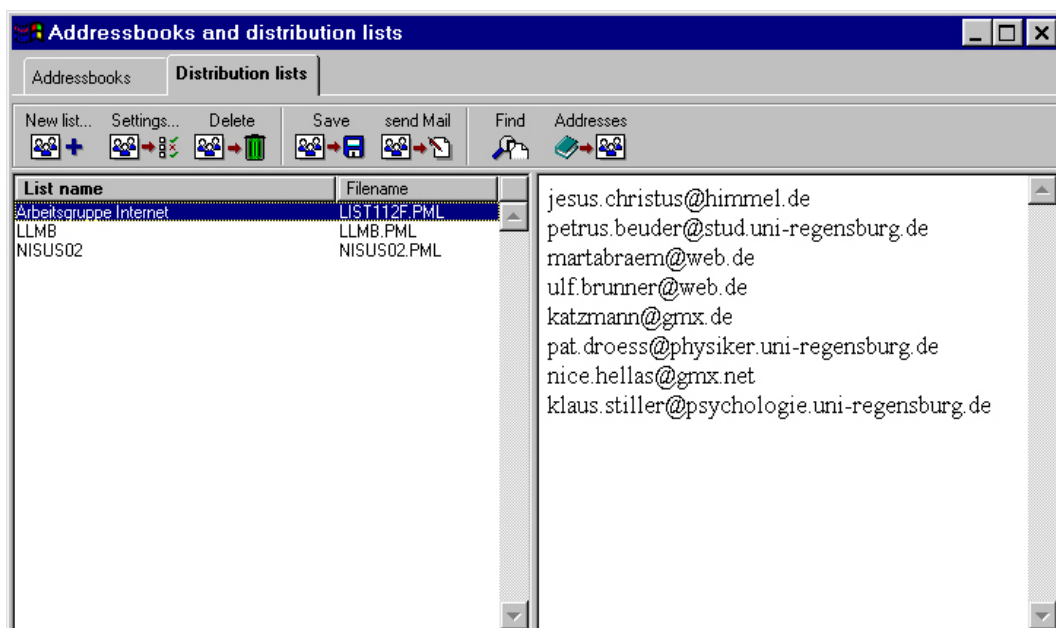 Addressbooks and distribution lists
Addressbooks Distribution lists
New list... Settings... Delete Save send Mail Find Addresses
List name Filename
Arbeitsgruppe Internet LIST112F.PML
LLMB LLMB.PML
NISUS02 NISUS02.PML
jesus.christus@himmel.de
petrus.beuder@stud.uni-regensburg.de
martabraem@web.de
ulf.brunner@web.de
katzmann@gmx.de
pat.droess@physiker.uni-regensburg.de
nice.hellas@gmx.net
klaus.stiller@psychologie.uni-regensburg.de